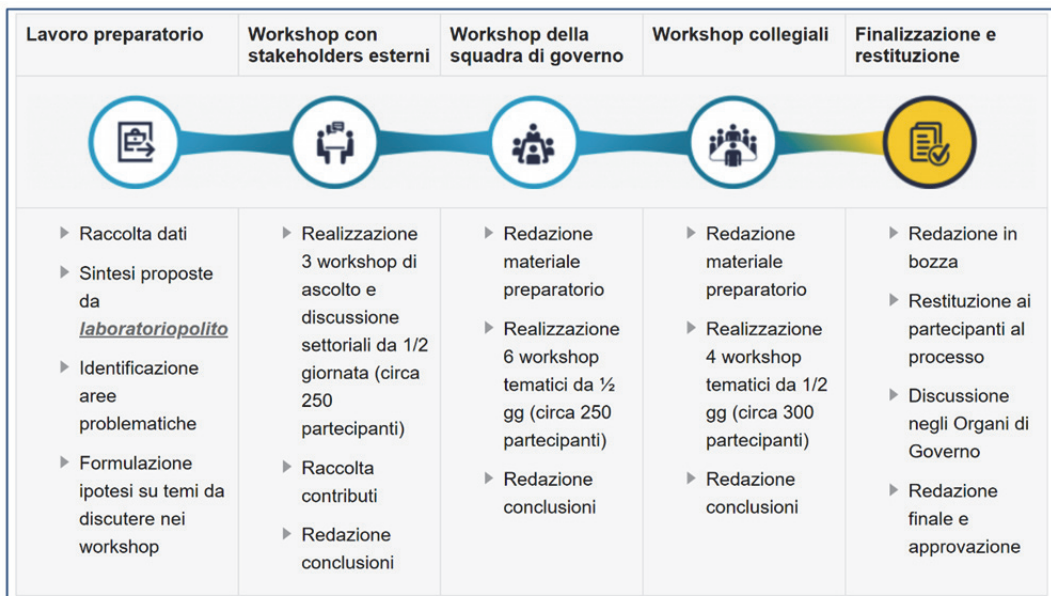 Lavoro preparatorio
Workshop con
stakeholders esterni
Workshop della
squadra di governo
Workshop collegiali
Finalizzazione e
restituzione
Raccolta dati
Sintesi proposte
da
laboratoriopolito
Identificazione
aree
problematiche
Formulazione
ipotesi su temi da
discutere nei
workshop
Realizzazione
3 workshop di
ascolto e
discussione
settoriali da 1/2
giornata (circa
250
partecipanti)
Raccolta
contributi
Redazione
conclusioni
Redazione
materiale
preparatorio
Realizzazione
6 workshop
tematici da ½
gg (circa 250
partecipanti)
Redazione
conclusioni
Redazione
materiale
preparatorio
Realizzazione
4 workshop
tematici da 1/2
gg (circa 300
partecipanti)
Redazione
conclusioni
Redazione in
bozza
Restituzione ai
partecipanti al
processo
Discussione
negli Organi di
Governo
Redazione
finale e
approvazione